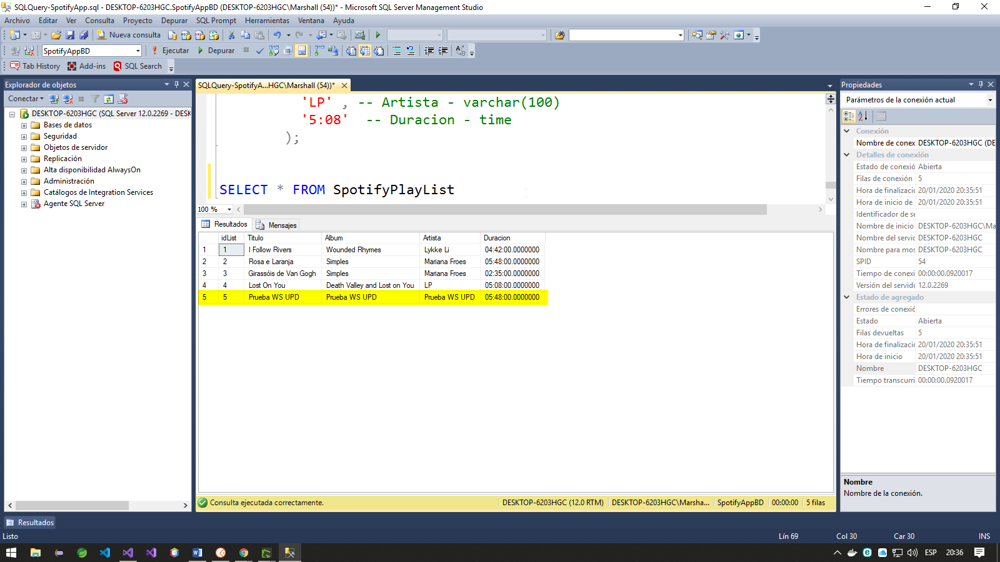 SQLQuery-SpotifyApp.sql - DESKTOP-6203HGC.SpotifyAppBD (DESKTOP-6203HGC\Marshall (54))* - Microsoft SQL Server Management Studio
Archivo Editar Ver Consulta Proyecto Depurar SQL Prompt Herramientas Ventana Ayuda
Nueva consulta
SpotifyAppBD Ejecutar Depurar
Tab History Add-ins SQL Search
Explorador de objetos
Conectar
DESKTOP-6203HGC (SQL Server 12.0.2269 - DESK
Bases de datos
Seguridad
Objetos de servidor
Replicación
Alta disponibilidad AlwaysOn
Administración
Catálogos de Integration Services
Agente SQL Server
SQLQuery-SpotifyA...HGC\Marshall (54))*
'LP' , -- Artista - varchar(100)
'5:08' -- Duracion - time
);
SELECT * FROM SpotifyPlayList
100 %
Resultados Mensajes
idList Titulo Album Artista Duracion
1 1 I Follow Rivers Wounded Rhymes Lykke Li 04:42:00.0000000
2 2 Rosa e Laranja Simples Mariana Froes 05:48:00.0000000
3 3 Girassóis de Van Gogh Simples Mariana Froes 02:35:00.0000000
4 4 Lost On You Death Valley and Lost on You LP 05:08:00.0000000
5 5 Prueba WS UPD Prueba WS UPD Prueba WS UPD 05:48:00.0000000
Consulta ejecutada correctamente. DESKTOP-6203HGC (12.0 RTM) DESKTOP-6203HGC\Marsha... SpotifyAppBD 00:00:00 5 filas
Propiedades
Parámetros de la conexión actual
Conexión
Nombre de conex DESKTOP-6203HGC (DE
Detalles de conexión
Estado de conexió Abierta
Filas de conexión 5
Hora de finalizació 20/01/2020 20:35:51
Hora de inicio de 20/01/2020 20:35:51
Identificador de se
Nombre de inicio DESKTOP-6203HGC\Ma
Nombre del servid DESKTOP-6203HGC
Nombre para mos DESKTOP-6203HGC
SPID 54
Tiempo de conexi 00:00:00.0920017
Versión del servido 12.0.2269
Estado de agregado
Errores de conexió
Estado Abierta
Filas devueltas 5
Hora de finalizació 20/01/2020 20:35:51
Hora de inicio 20/01/2020 20:35:51
Nombre DESKTOP-6203HGC
Tiempo transcurri 00:00:00.0920017
Nombre
Nombre de la conexión.
Resultados
Listo Lín 69 Col 30 Car 30 INS
ESP 20:36